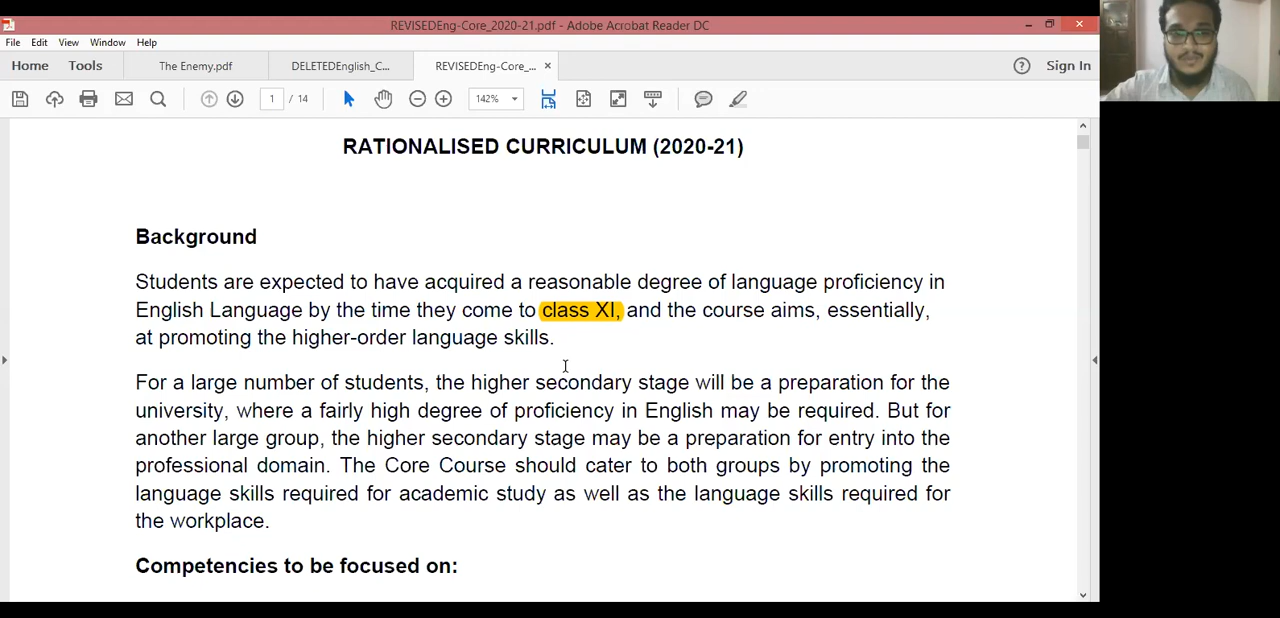 REVISEDEng-Core_2020-21.pdf - Adobe Acrobat Reader DC
File Edit View Window Help
Home Tools The Enemy.pdf DELETEDEnglish_C... REVISEDEng-Core_... × Sign In
1 / 14 142%
RATIONALISED CURRICULUM (2020-21)
Background
Students are expected to have acquired a reasonable degree of language proficiency in
English Language by the time they come to class XI, and the course aims, essentially,
at promoting the higher-order language skills.
For a large number of students, the higher secondary stage will be a preparation for the
university, where a fairly high degree of proficiency in English may be required. But for
another large group, the higher secondary stage may be a preparation for entry into the
professional domain. The Core Course should cater to both groups by promoting the
language skills required for academic study as well as the language skills required for
the workplace.
Competencies to be focused on: